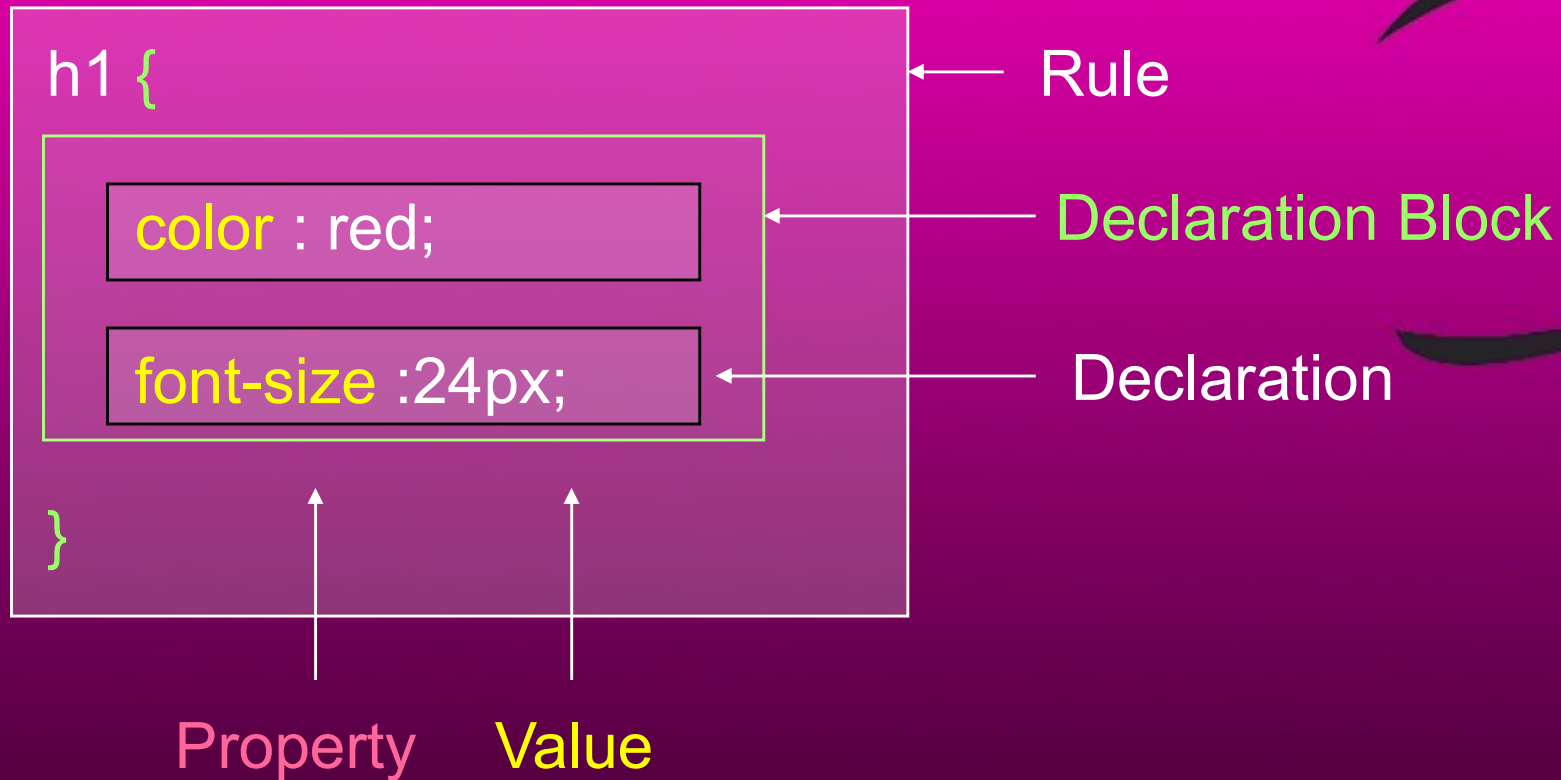 h1 {
Rule
color : red;
Declaration Block
font-size :24px;
Declaration
}
Property Value